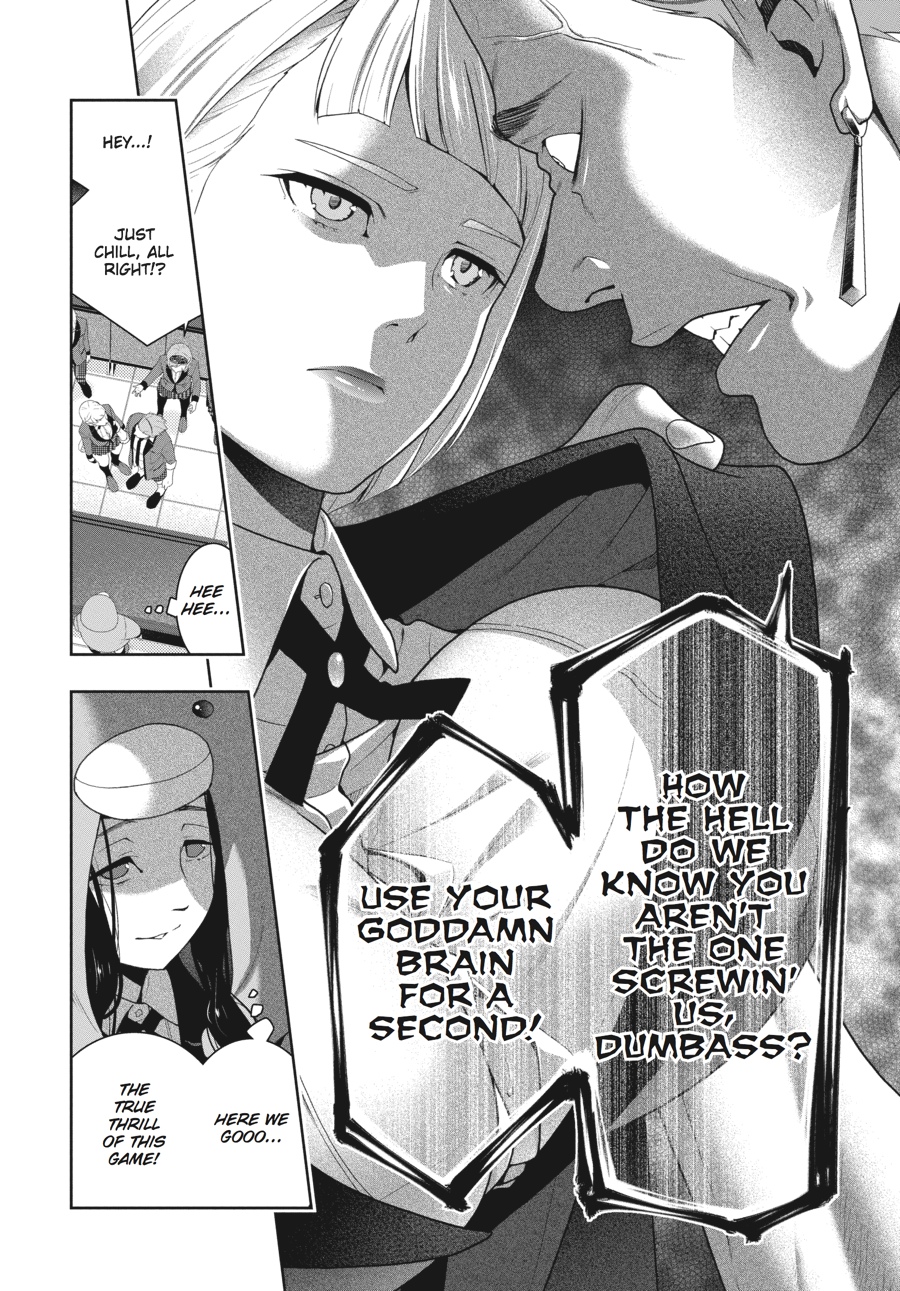 HOW
THE HELL
DO WE
KNOW YOU
AREN'T
THE ONE
SCREWIN'
US,
DUMBASS?
USE YOUR
GODDAMN
BRAIN
FOR A
SECOND!
HEY...!
JUST
CHILL, ALL
RIGHT!?
HEE
HEE...
HERE WE
GOOO...
THE
TRUE
THRILL
OF THIS
GAME!